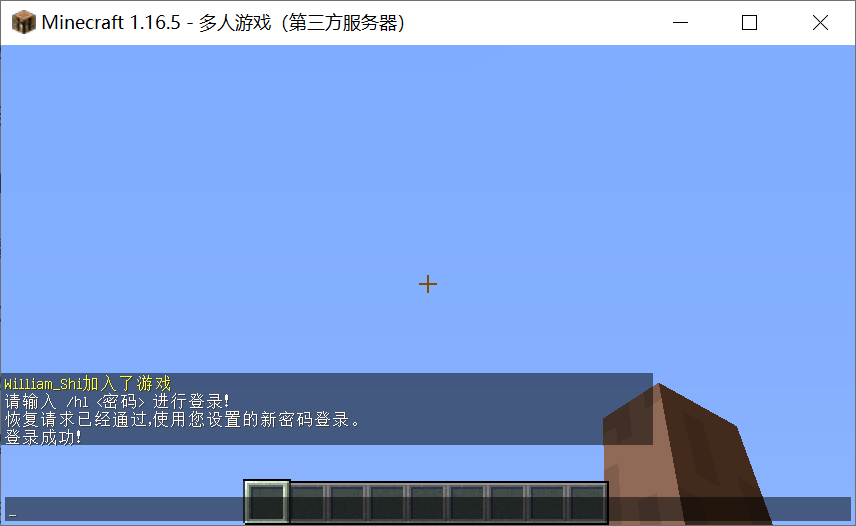 Minecraft 1.16.5 - 多人游戏（第三方服务器）
William_Shi加入了游戏
请输入 /hl <密码> 进行登录!
恢复请求已经通过,使用您设置的新密码登录。
登录成功!
_